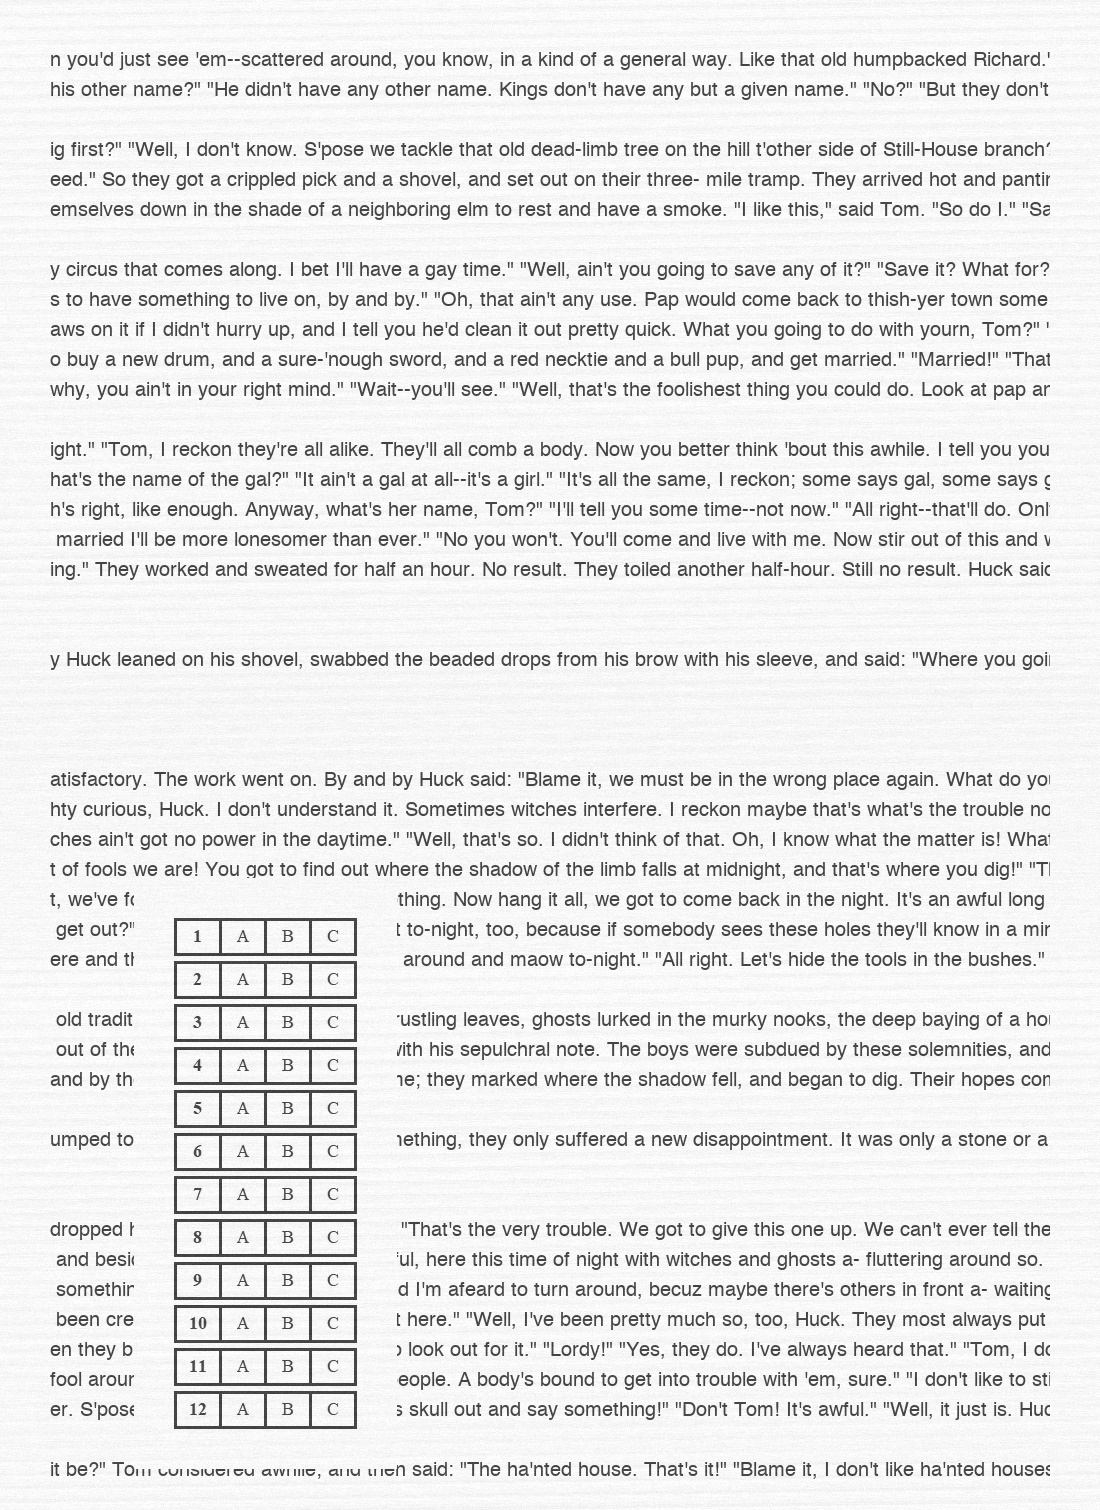 n you'd just see 'em--scattered around, you know, in a kind of a general way. Like that old humpbacked Richard."
his other name?" "He didn't have any other name. Kings don't have any but a given name." "No?" "But they don't
ig first?" "Well, I don't know. S'pose we tackle that old dead-limb tree on the hill t'other side of Still-House branch?
eed." So they got a crippled pick and a shovel, and set out on their three- mile tramp. They arrived hot and
emselves down in the shade of a neighboring elm to rest and have a smoke. "I like this," said Tom. "So do I."
y circus that comes along. I bet I'll have a gay time." "Well, ain't you going to save any of it?" "Save it? What for?
s to have something to live on, by and by." "Oh, that ain't any use. Pap would come back to thish-yer town some
aws on it if I didn't hurry up, and I tell you he'd clean it out pretty quick. What you going to do with yourn, Tom?"
o buy a new drum, and a sure-'nough sword, and a red necktie and a bull pup, and get married." "Married!" "That
why, you ain't in your right mind." "Wait--you'll see." "Well, that's the foolishest thing you could do. Look at pap
ight." "Tom, I reckon they're all alike. They'll all comb a body. Now you better think 'bout this awhile. I tell you you
hat's the name of the gal?" "It ain't a gal at all--it's a girl." "It's all the same, I reckon; some says gal, some says
h's right, like enough. Anyway, what's her name, Tom?" "I'll tell you some time--not now." "All right--that'll do.
married I'll be more lonesomer than ever." "No you won't. You'll come and live with me. Now stir out of this and
ing." They worked and sweated for half an hour. No result. They toiled another half-hour. Still no result. Huck
y Huck leaned on his shovel, swabbed the beaded drops from his brow with his sleeve, and said: "Where you
atisfactory. The work went on. By and by Huck said: "Blame it, we must be in the wrong place again. What do
hty curious, Huck. I don't understand it. Sometimes witches interfere. I reckon maybe that's what's the trouble no
ches ain't got no power in the daytime." "Well, that's so. I didn't think of that. Oh, I know what the matter is! What
t of fools we are! You got to find out where the shadow of the limb falls at midnight, and that's where you dig!"
t, we've thing. Now hang it all, we got to come back in the night. It's an awful long
get out?" to-night, too, because if somebody sees these holes they'll know in a
1 A B C
ere and around and maow to-night." "All right. Let's hide the tools in the bushes."
2 A B C
old tradit rustling leaves, ghosts lurked in the murky nooks, the deep baying of a
3 A B C
out of the with his sepulchral note. The boys were subdued by these solemnities, and
4 A B C
and by they marked where the shadow fell, and began to dig. Their hopes
5 A B C
umped to nething, they only suffered a new disappointment. It was only a stone or a
6 A B C
7 A B C
dropped "That's the very trouble. We got to give this one up. We can't ever tell the
8 A B C
and ful, here this time of night with witches and ghosts a- fluttering around so.
9 A B C
somethin d I'm afeard to turn around, becuz maybe there's others in front a- waiting
been cre t here." "Well, I've been pretty much so, too, Huck. They most always put
10 A B C
en they b look out for it." "Lordy!" "Yes, they do. I've always heard that." "Tom, I
11 A B C
fool arour eople. A body's bound to get into trouble with 'em, sure." "I don't like to
er. S'pose s skull out and say something!" "Don't Tom! It's awful." "Well, it just is.
12 A B C
it be?" Tom considered awhile, and then said: "The ha'nted house. That's it!" "Blame it, I don't like ha'nted houses